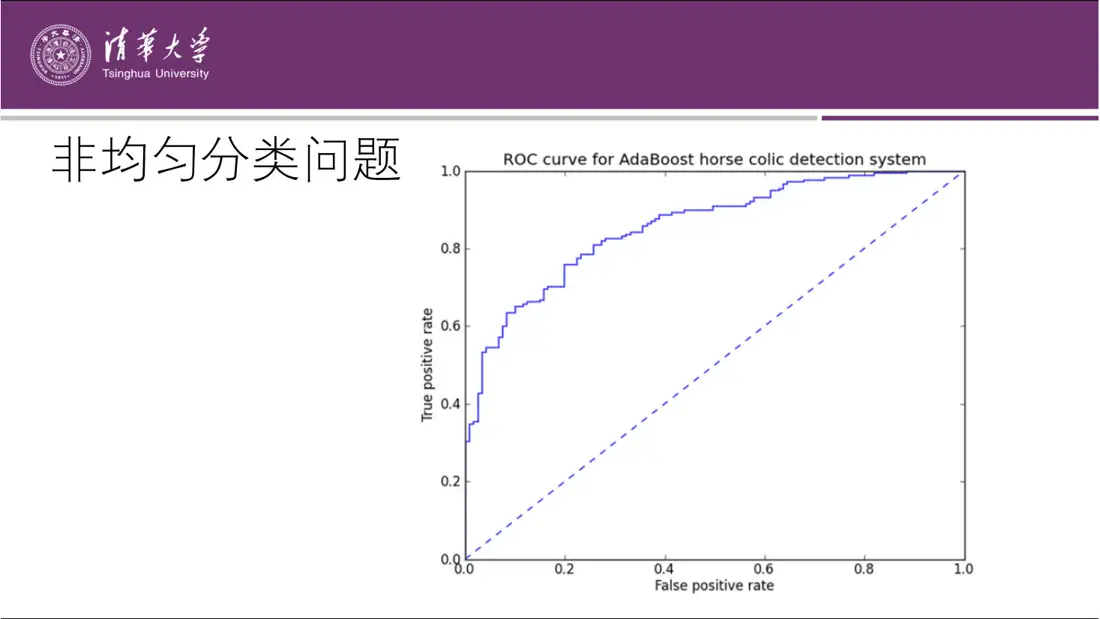 清华大学
Tsinghua University
非均匀分类问题
ROC curve for AdaBoost horse colic detection system
1.0
0.8
0.6
0.4
0.2
0.0
True positive rate
0.0 0.2 0.4 0.6 0.8 1.0
False positive rate